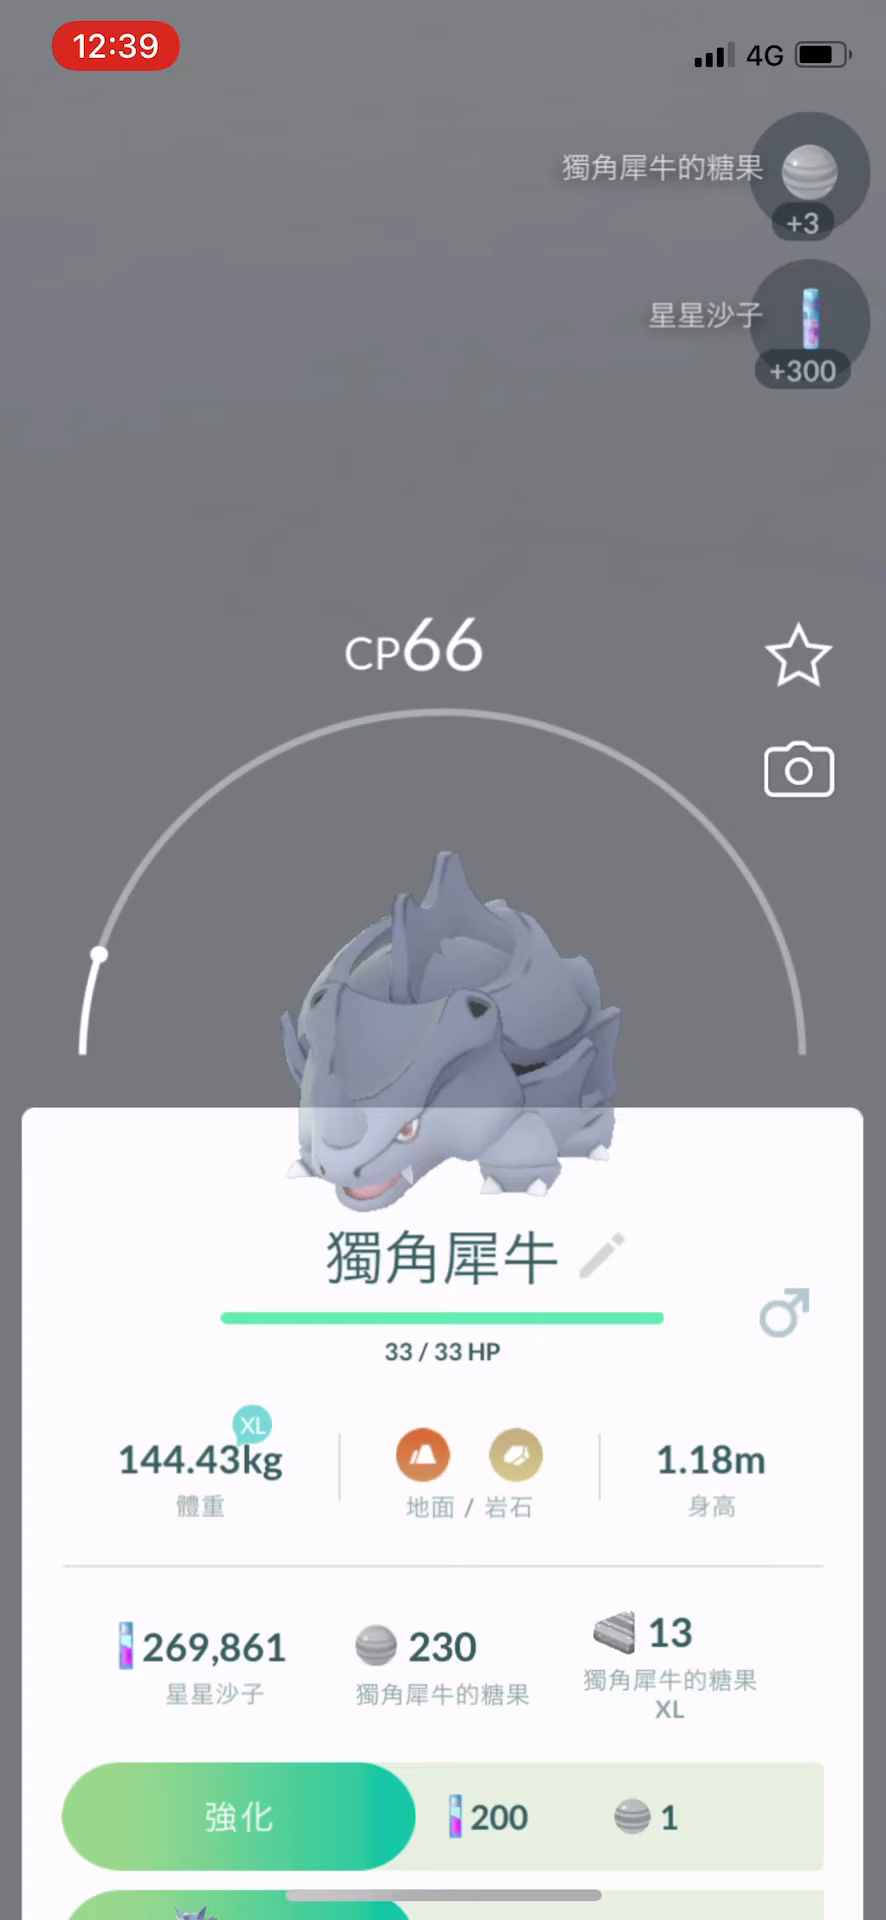 12:39
4G
獨角犀牛的糖果
+3
星星沙子
+300
CP66
獨角犀牛
33 / 33 HP
XL
144.43kg
體重
地面 / 岩石
1.18m
身高
269,861
星星沙子
230
獨角犀牛的糖果
13
獨角犀牛的糖果
XL
強化
200
1